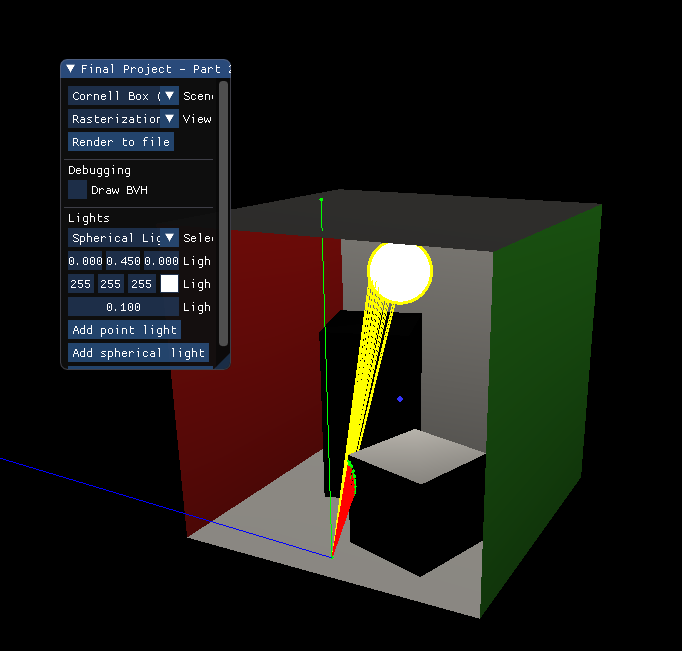 Final Project - Part 2
Cornell Box ( Scen
Rasterization View
Render to file
Debugging
Draw BVH
Lights
Spherical Lig Sele
0.000 0.450 0.000 Ligh
255 255 255 Ligh
0.100 Ligh
Add point light
Add spherical light